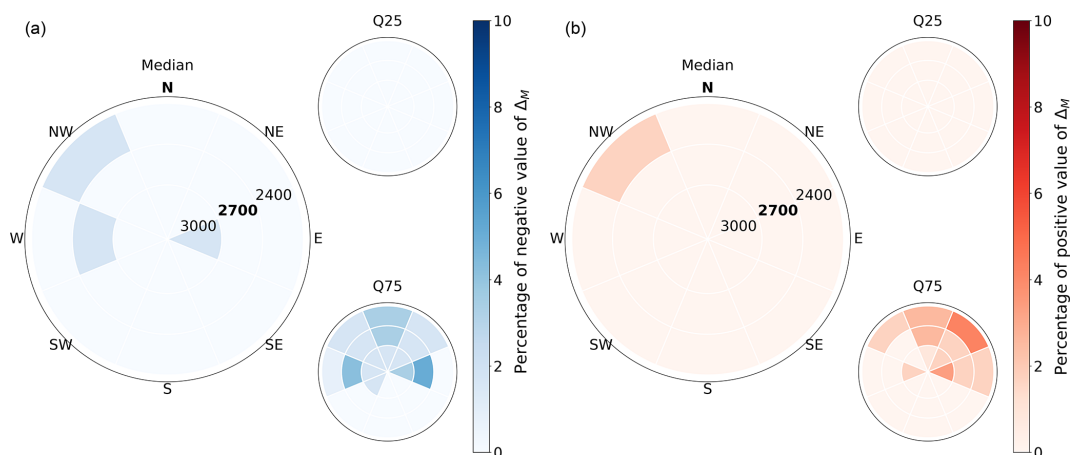 (a)
Median
N
NW
NE
W
E
SW
SE
S
2400
2700
3000
Q25
Q75
10
8
6
4
2
0
Percentage of negative value of Δ_M
(b)
Median
N
NW
NE
W
E
SW
SE
S
2400
2700
3000
Q25
Q75
10
8
6
4
2
0
Percentage of positive value of Δ_M